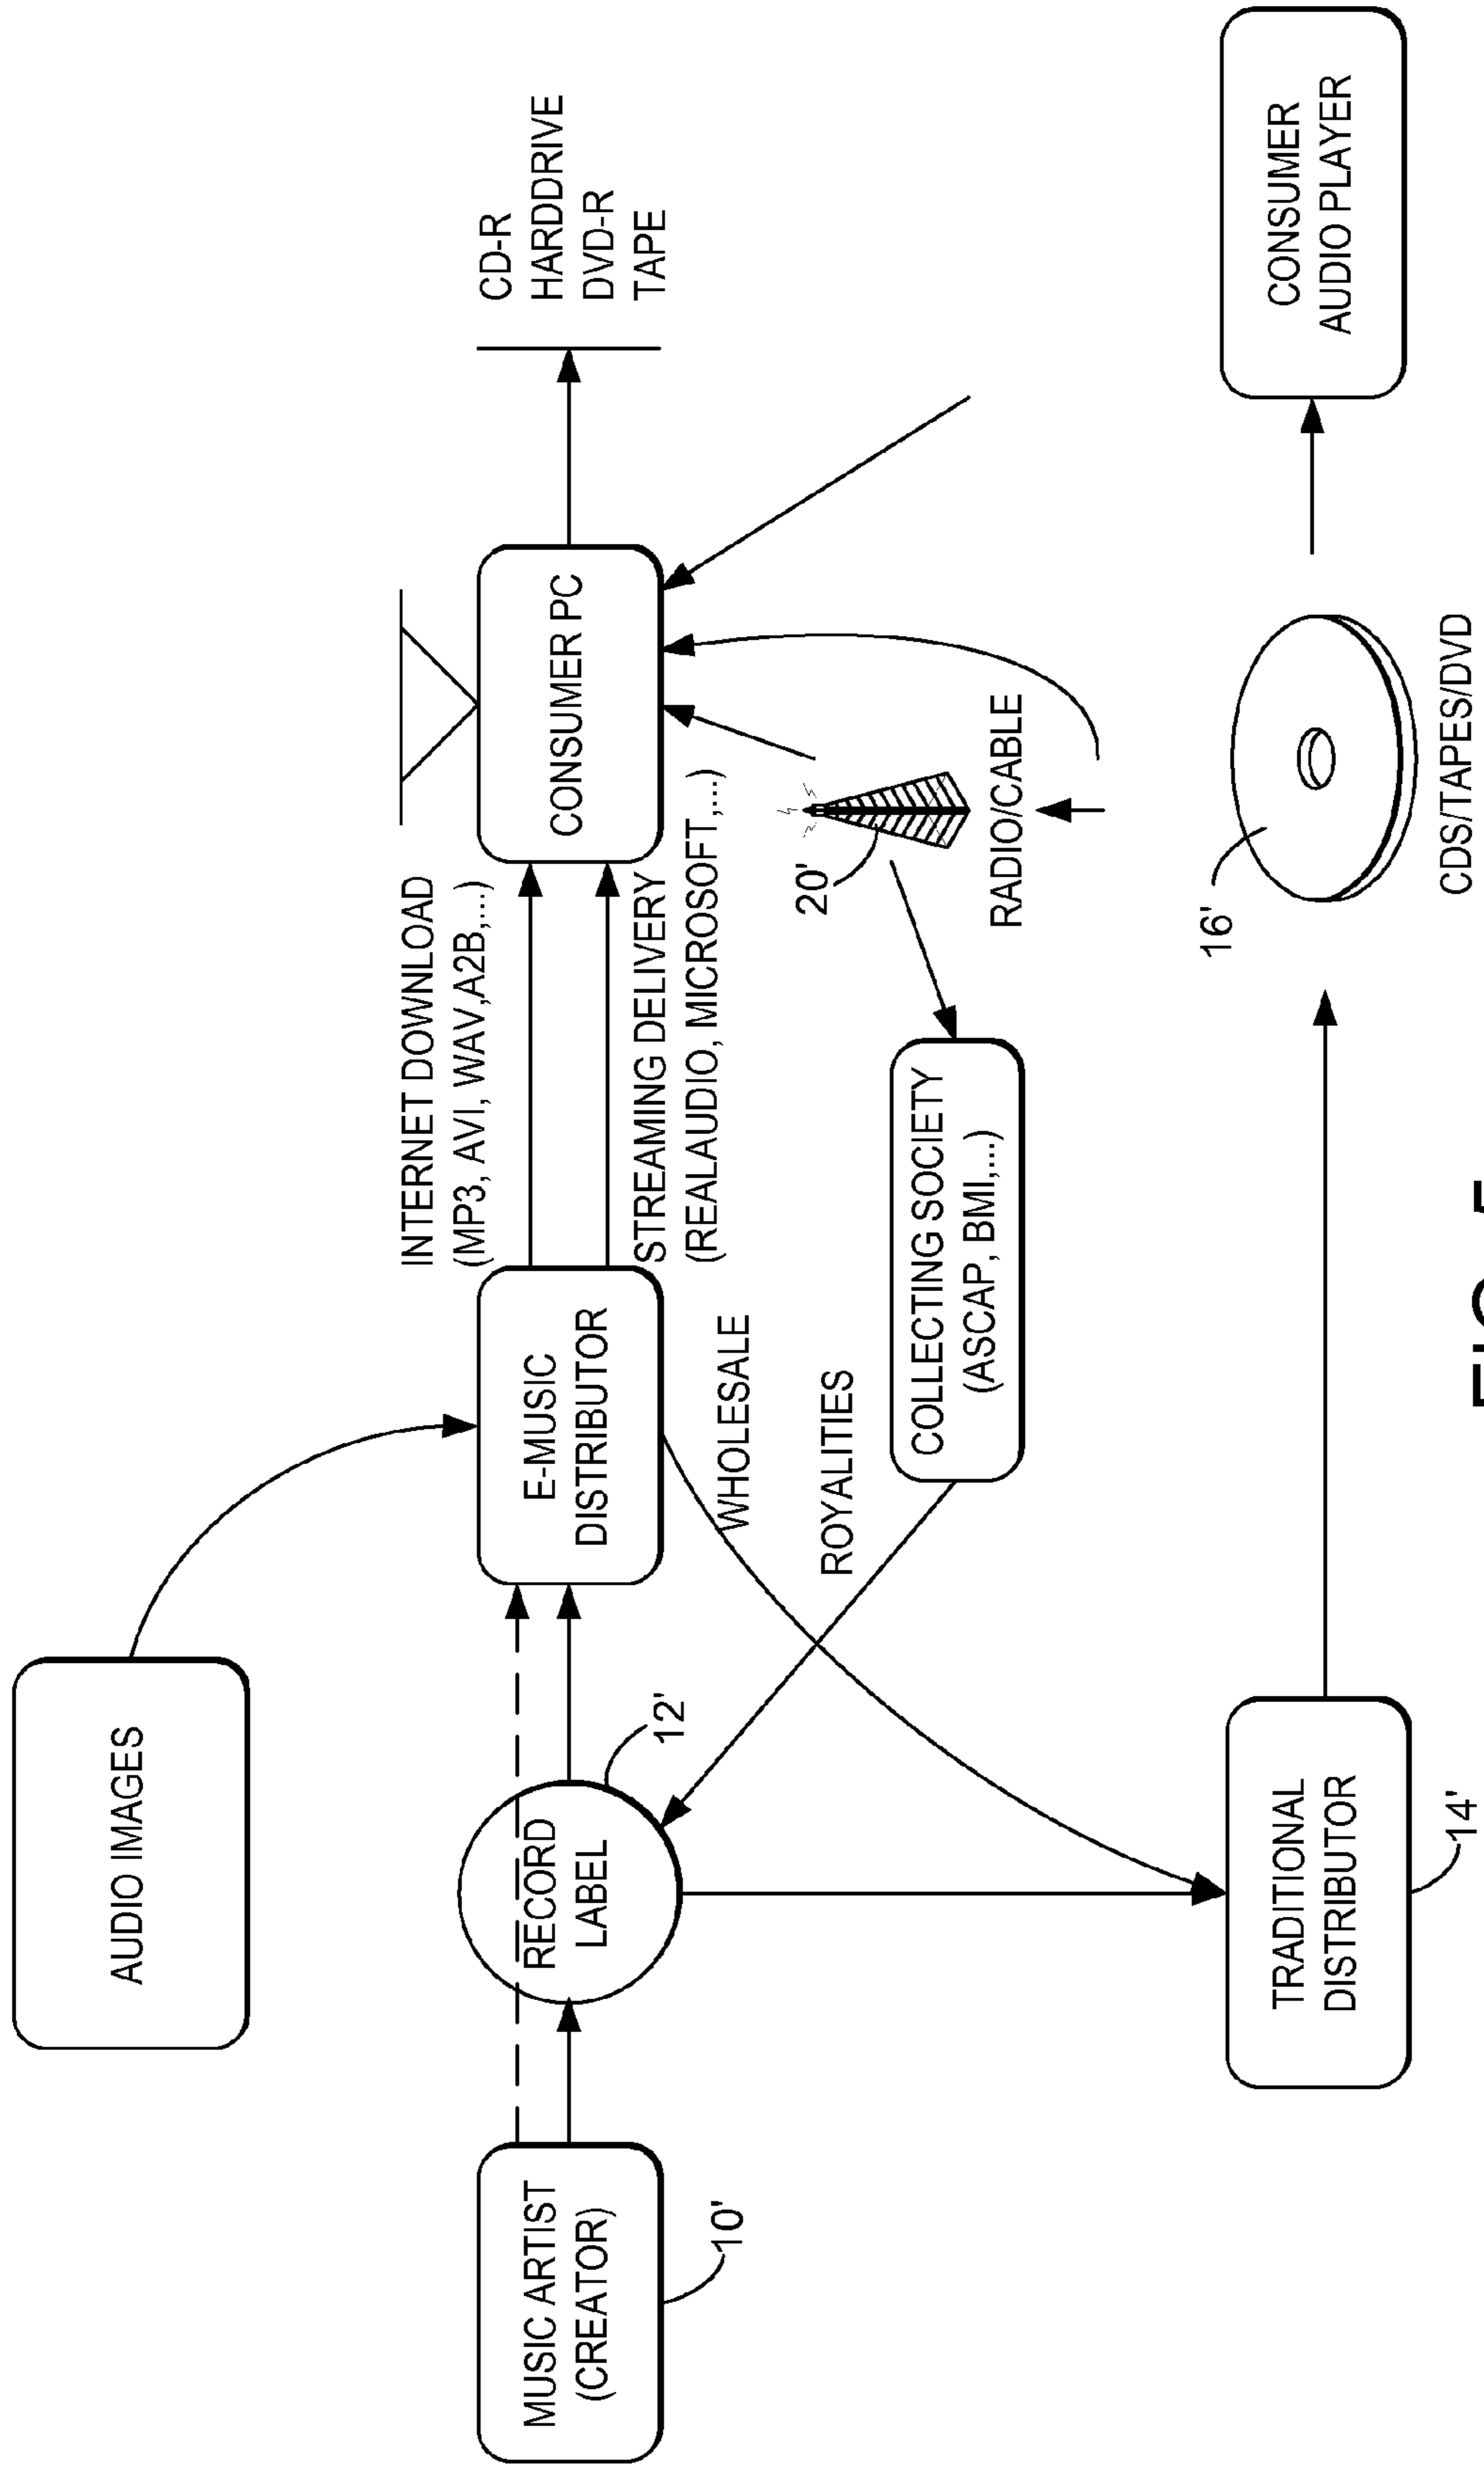 AUDIO IMAGES
INTERNET DOWNLOAD
(MP3, AVI, WAV,A2B,...)
MUSIC ARTIST
(CREATOR)
10'
RECORD
LABEL
12'
E-MUSIC
DISTRIBUTOR
CONSUMER PC
CD-R
HARDDRIVE
DVD-R
TAPE
STREAMING DELIVERY
(REALAUDIO, MICROSOFT,...)
WHOLESALE
ROYALITIES
20'
COLLECTING SOCIETY
(ASCAP, BMI,...)
RADIO/CABLE
16'
TRADITIONAL
DISTRIBUTOR
14'
CDS/TAPES/DVD
CONSUMER
AUDIO PLAYER